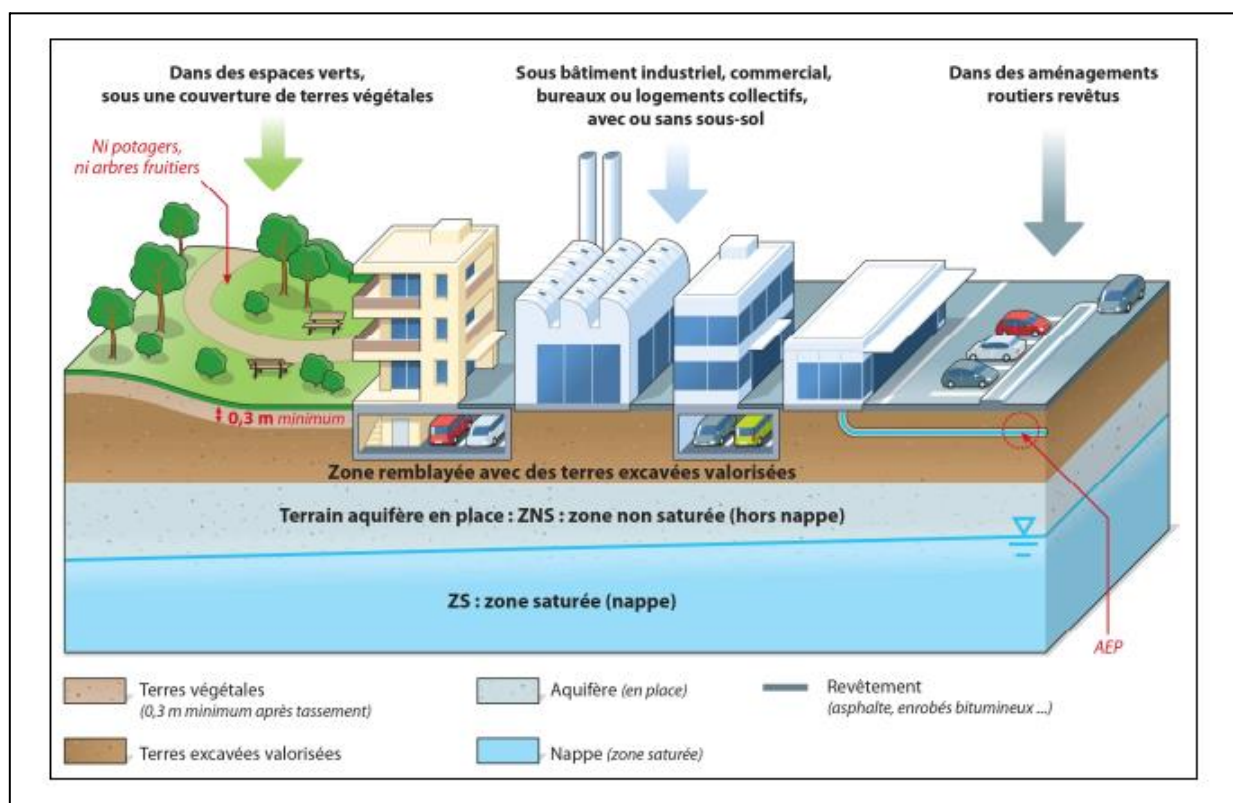 Dans des espaces verts,
sous une couverture de terres végétales
Sous bâtiment industriel, commercial,
bureaux ou logements collectifs,
avec ou sans sous-sol
Dans des aménagements
routiers revêtus
Ni potagers,
ni arbres fruitiers
0,3 m minimum
Zone remblayée avec des terres excavées valorisées
Terrain aquifère en place : ZNS : zone non saturée (hors nappe)
ZS : zone saturée (nappe)
AEP
Terres végétales
(0,3 m minimum après tassement)
Aquifère (en place)
Revêtement
(asphalte, enrobés bitumineux ...)
Terres excavées valorisées
Nappe (zone saturée)